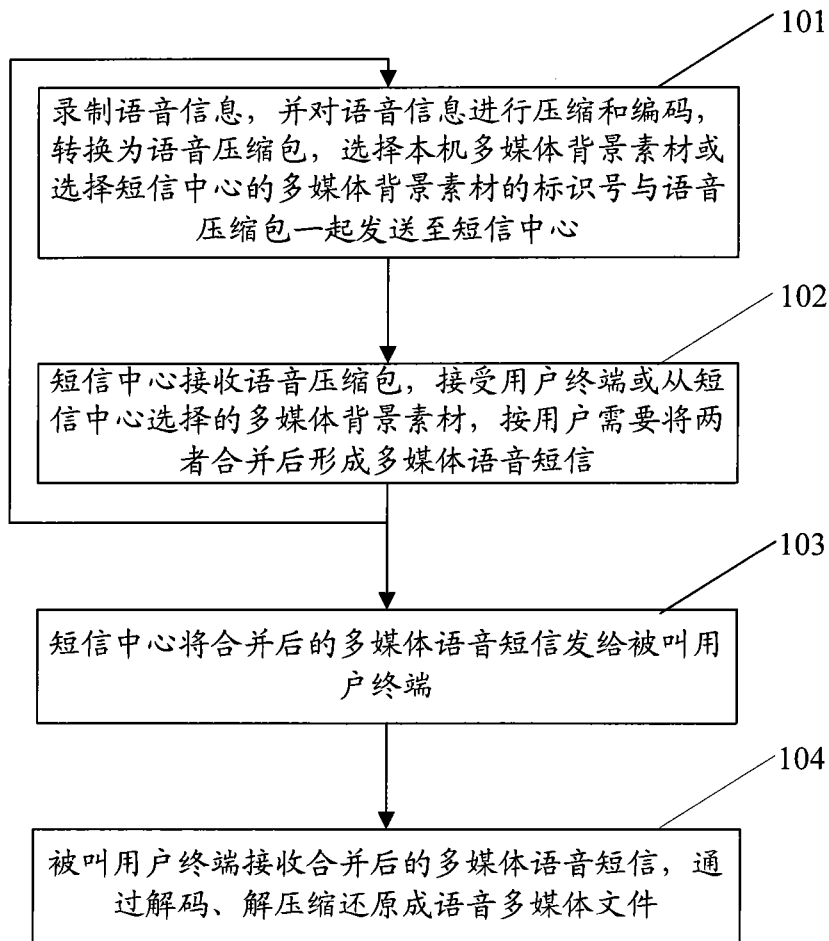 101
录制语音信息，并对语音信息进行压缩和编码，
转换为语音压缩包，选择本机多媒体背景素材或
选择短信中心的多媒体背景素材的标识号与语音
压缩包一起发送至短信中心
102
短信中心接收语音压缩包，接受用户终端或从短
信中心选择的多媒体背景素材，按用户需要将两
者合并后形成多媒体语音短信
103
短信中心将合并后的多媒体语音短信发给被叫用
户终端
104
被叫用户终端接收合并后的多媒体语音短信，通
过解码、解压缩还原成语音多媒体文件